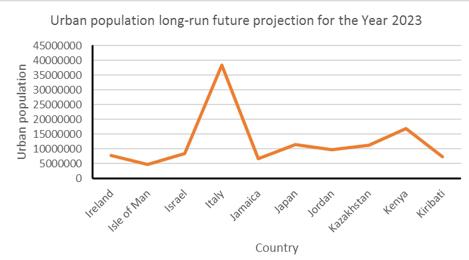 Urban population long-run future projection for the Year 2023
Urban population
45000000
40000000
35000000
30000000
25000000
20000000
15000000
10000000
5000000
0
Ireland
Isle of Man
Israel
Italy
Jamaica
Japan
Jordan
Kazakhstan
Kenya
Kiribati
Country